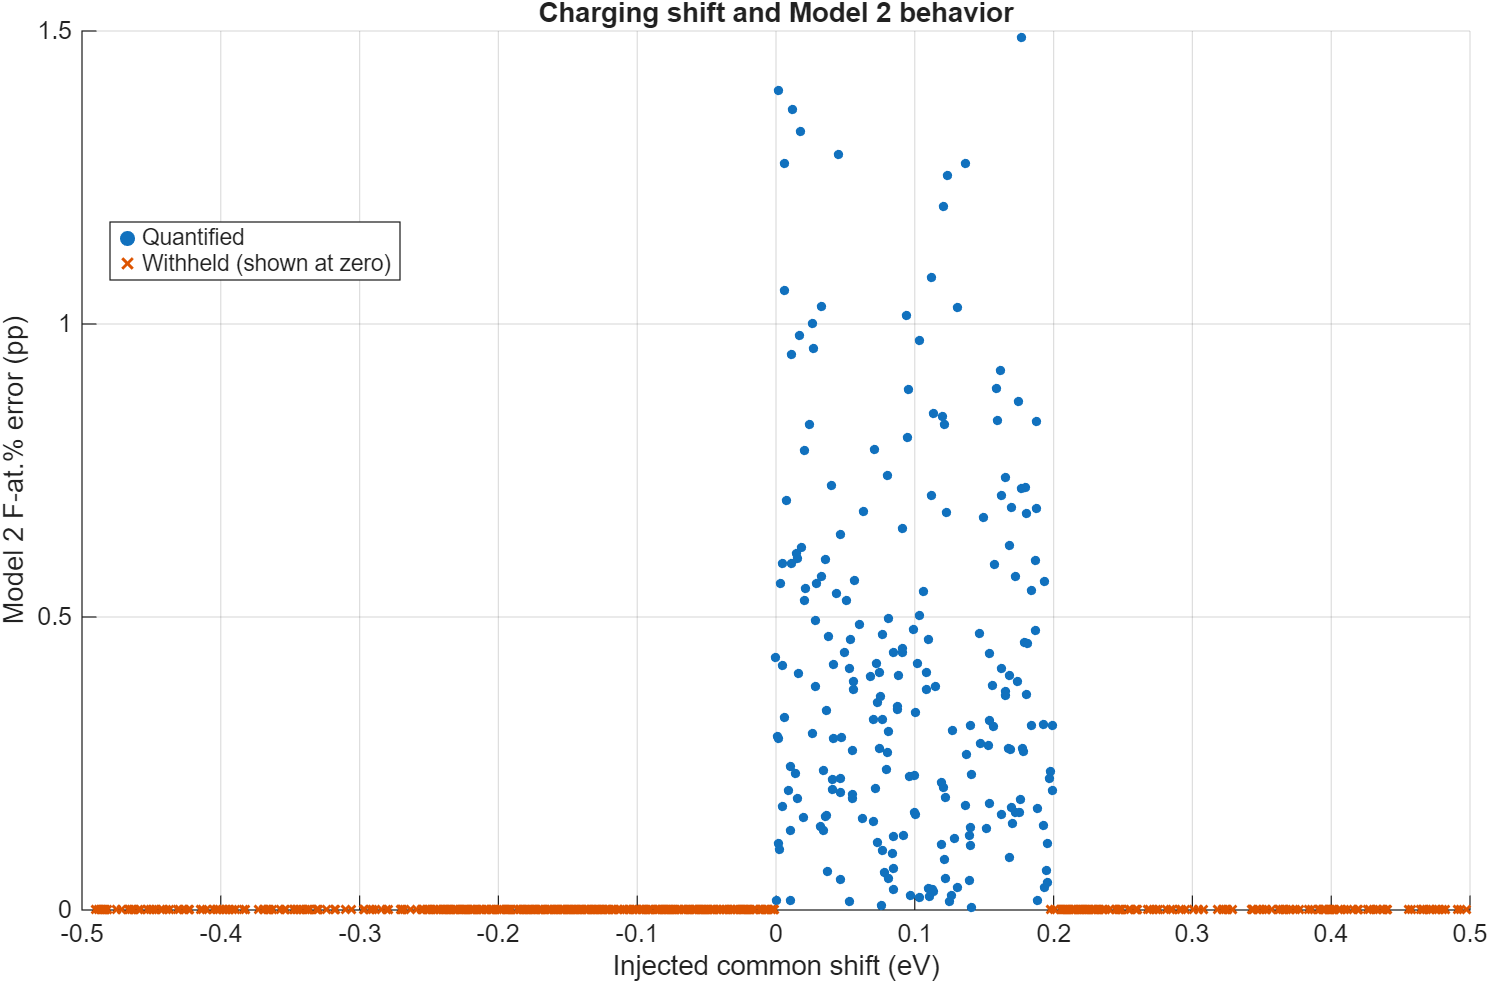 Charging shift and Model 2 behavior
Model 2 F-at.% error (pp)
1.5
1
0.5
0
Quantified
Withheld (shown at zero)
-0.5 -0.4 -0.3 -0.2 -0.1 0 0.1 0.2 0.3 0.4 0.5
Injected common shift (eV)